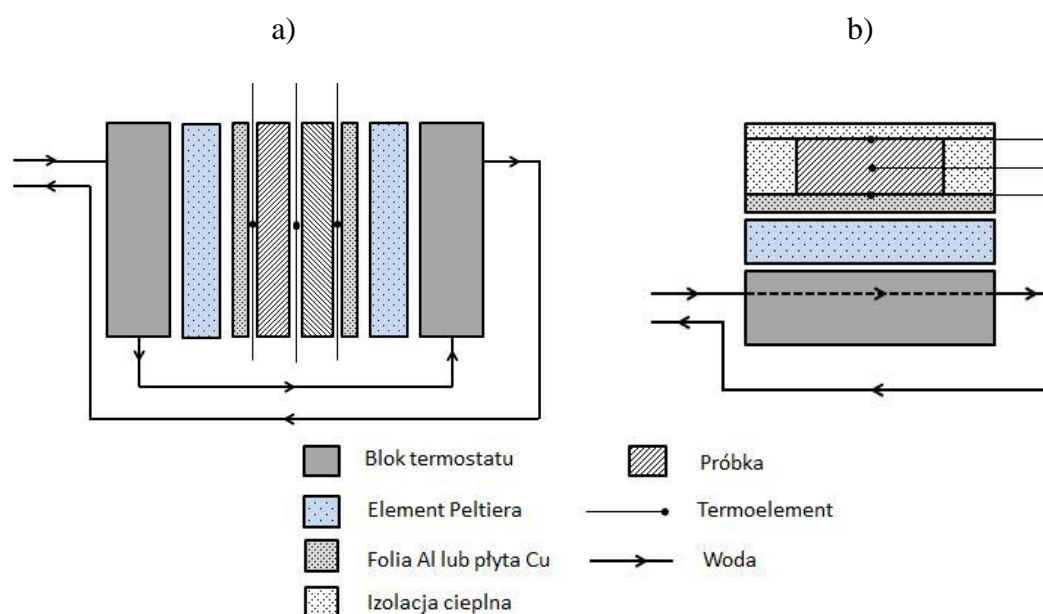 a)
b)
Blok termostatu
Próbka
Element Peltiera
Termoelement
Folia Al lub płyta Cu
Woda
Izolacja cieplna